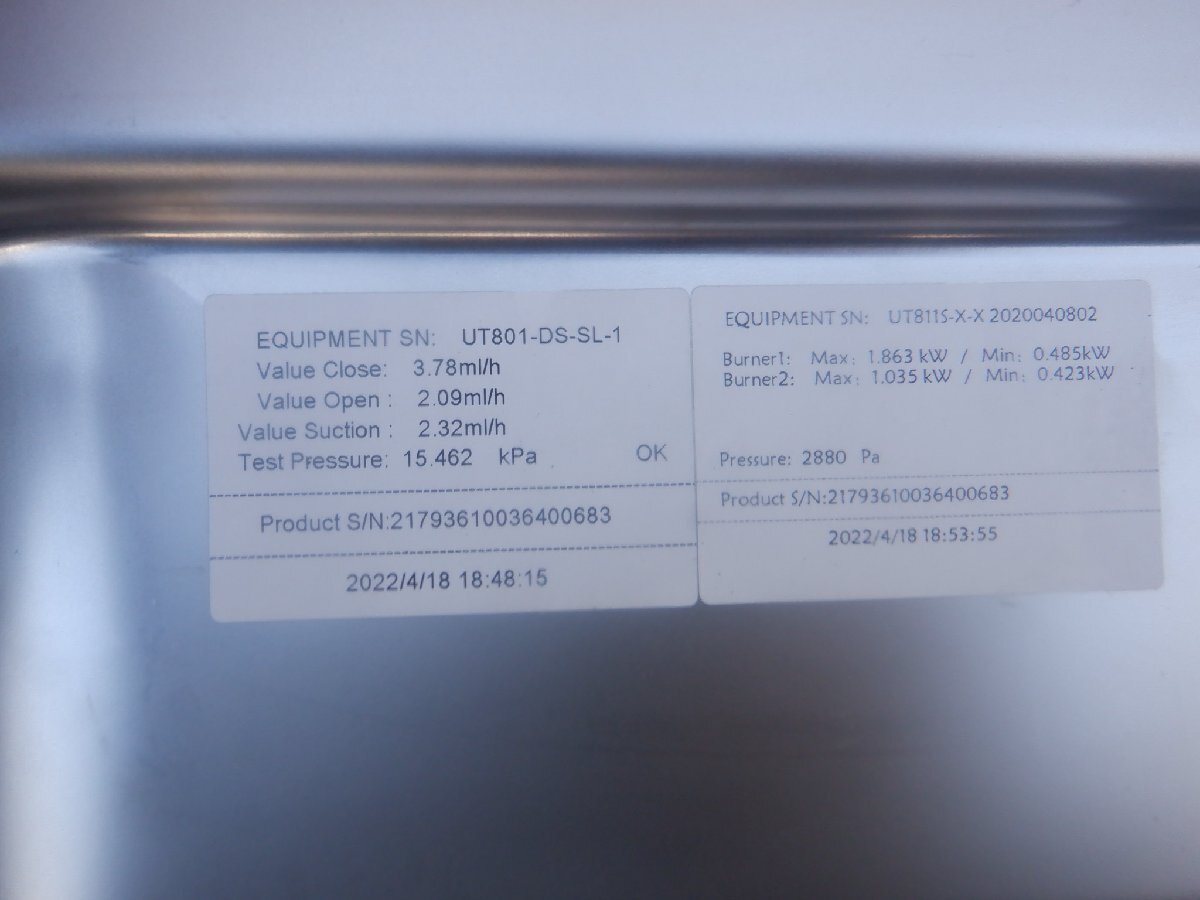 EQUIPMENT SN: UT801-DS-SL-1
Value Close: 3.78ml/h
Value Open : 2.09ml/h
Value Suction : 2.32ml/h
Test Pressure: 15.462 kPa OK
Product S/N:21793610036400683
2022/4/18 18:48:15
EQUIPMENT SN: UT811S-X-X 2020040802
Burner1: Max: 1.863 kW / Min: 0.485kW
Burner2: Max: 1.035 kW / Min: 0.423kW
Pressure: 2880 Pa
Product S/N:21793610036400683
2022/4/18 18:53:55